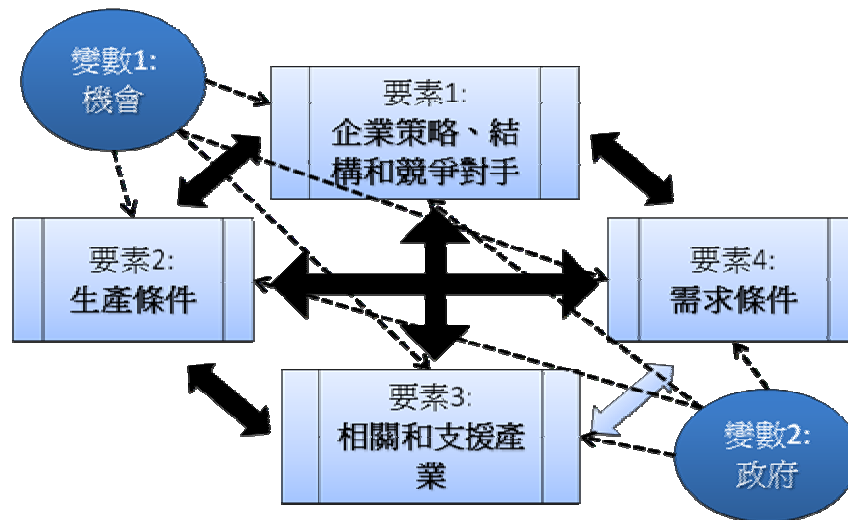 變數1:
機會
要素1:
企業策略、結
構和競爭對手
要素2:
生產條件
要素4:
需求條件
要素3:
相關和支援產
業
變數2:
政府